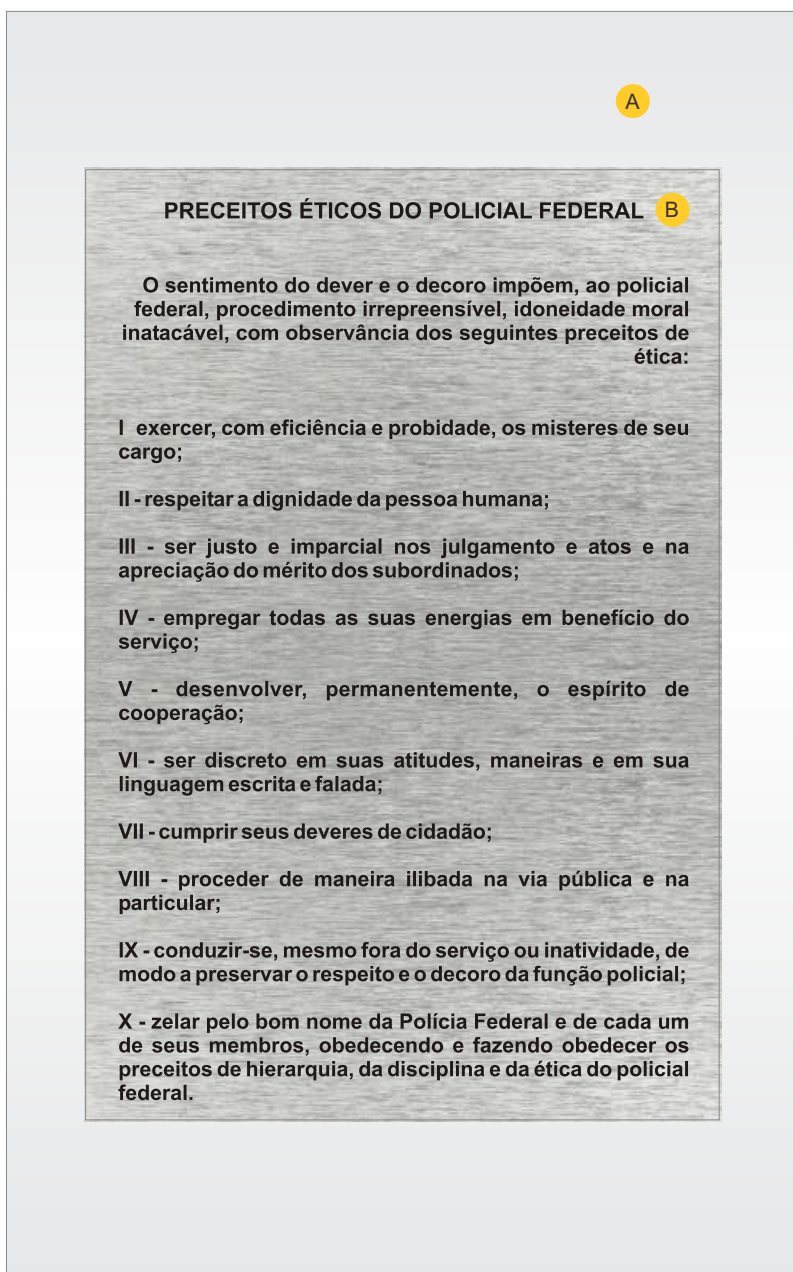 A
PRECEITOS ÉTICOS DO POLICIAL FEDERAL B
O sentimento do dever e o decoro impõem, ao policial
federal, procedimento irrepreensível, idoneidade moral
inatacável, com observância dos seguintes preceitos de
ética:
I exercer, com eficiência e probidade, os misteres de seu
cargo;
II - respeitar a dignidade da pessoa humana;
III - ser justo e imparcial nos julgamento e atos e na
apreciação do mérito dos subordinados;
IV - empregar todas as suas energias em benefício do
serviço;
V - desenvolver, permanentemente, o espírito de
cooperação;
VI - ser discreto em suas atitudes, maneiras e em sua
linguagem escrita e falada;
VII - cumprir seus deveres de cidadão;
VIII - proceder de maneira ilibada na via pública e na
particular;
IX - conduzir-se, mesmo fora do serviço ou inatividade, de
modo a preservar o respeito e o decoro da função policial;
X - zelar pelo bom nome da Polícia Federal e de cada um
de seus membros, obedecendo e fazendo obedecer os
preceitos de hierarquia, da disciplina e da ética do policial
federal.